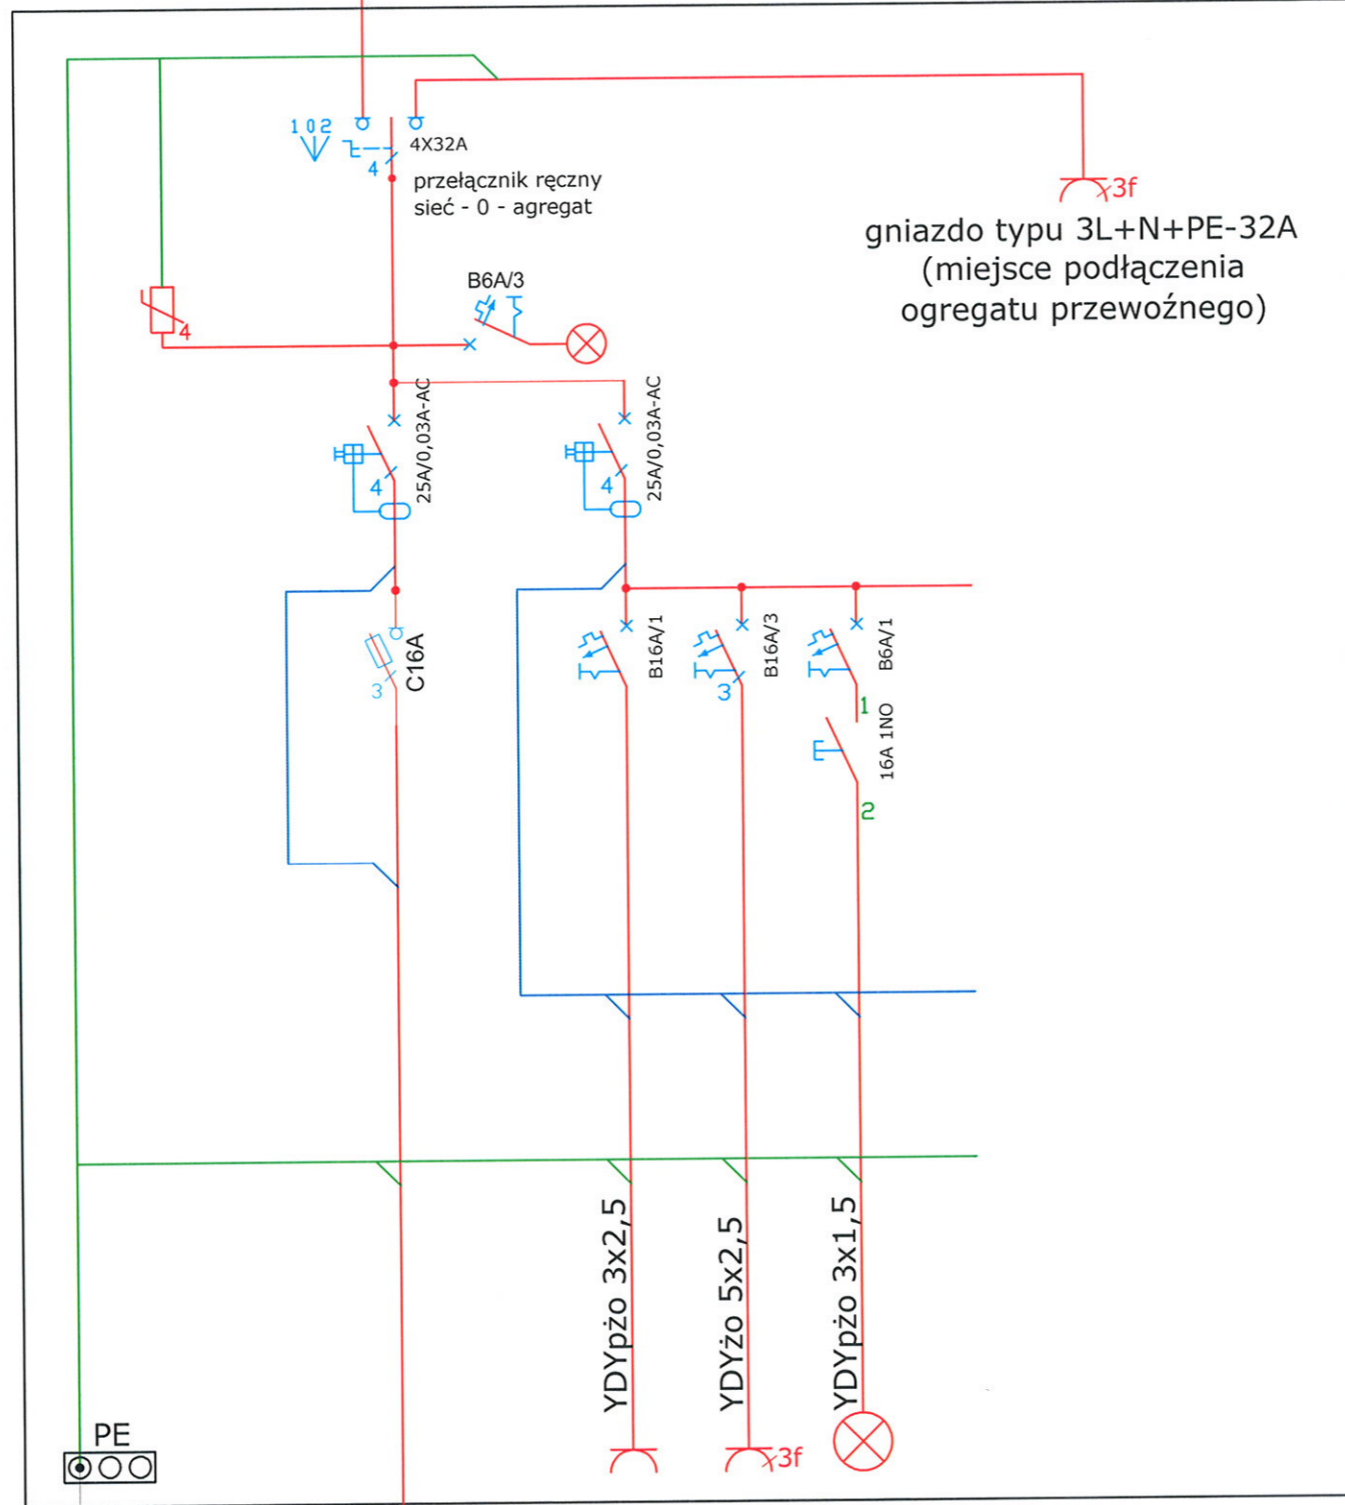 1 0 2
4X32A
4
przełącznik ręczny
sieć - 0 - agregat
3f
gniazdo typu 3L+N+PE-32A
(miejsce podłączenia
ogregatu przewoźnego)
B6A/3
4
25A/0,03A-AC
4
25A/0,03A-AC
4
C16A
3
B16A/1
B16A/3
3
B6A/1
1
16A 1NO
2
YDYpżo 3x2,5
YDYżo 5x2,5
YDYpżo 3x1,5
PE
3f